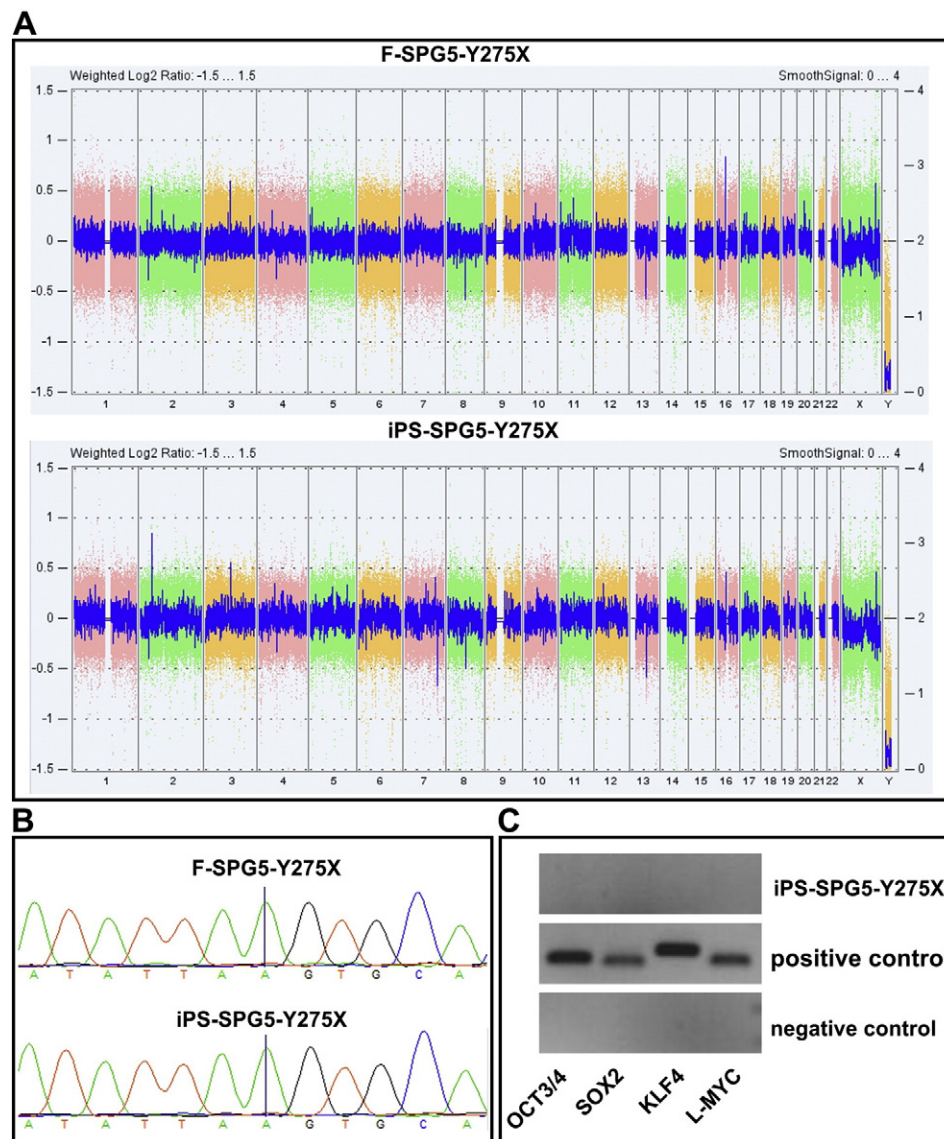 A
F-SPG5-Y275X
Weighted Log2 Ratio: -1.5 ... 1.5 SmoothSignal: 0 ... 4
1.5 4
1
3
0.5
0 2
-0.5
1
-1
-1.5 0
1 2 3 4 5 6 7 8 9 10 11 12 13 14 15 16 17 18 19 20 21 22 X Y
iPS-SPG5-Y275X
Weighted Log2 Ratio: -1.5 ... 1.5 SmoothSignal: 0 ... 4
1.5 4
1
3
0.5
0 2
-0.5
1
-1
-1.5 0
1 2 3 4 5 6 7 8 9 10 11 12 13 14 15 16 17 18 19 20 21 22 X Y
B
F-SPG5-Y275X
A T A T T A A G T G C A
iPS-SPG5-Y275X
A T A T T A A G T G C A
C
iPS-SPG5-Y275X
positive control
negative control
OCT3/4 SOX2 KLF4 L-MYC